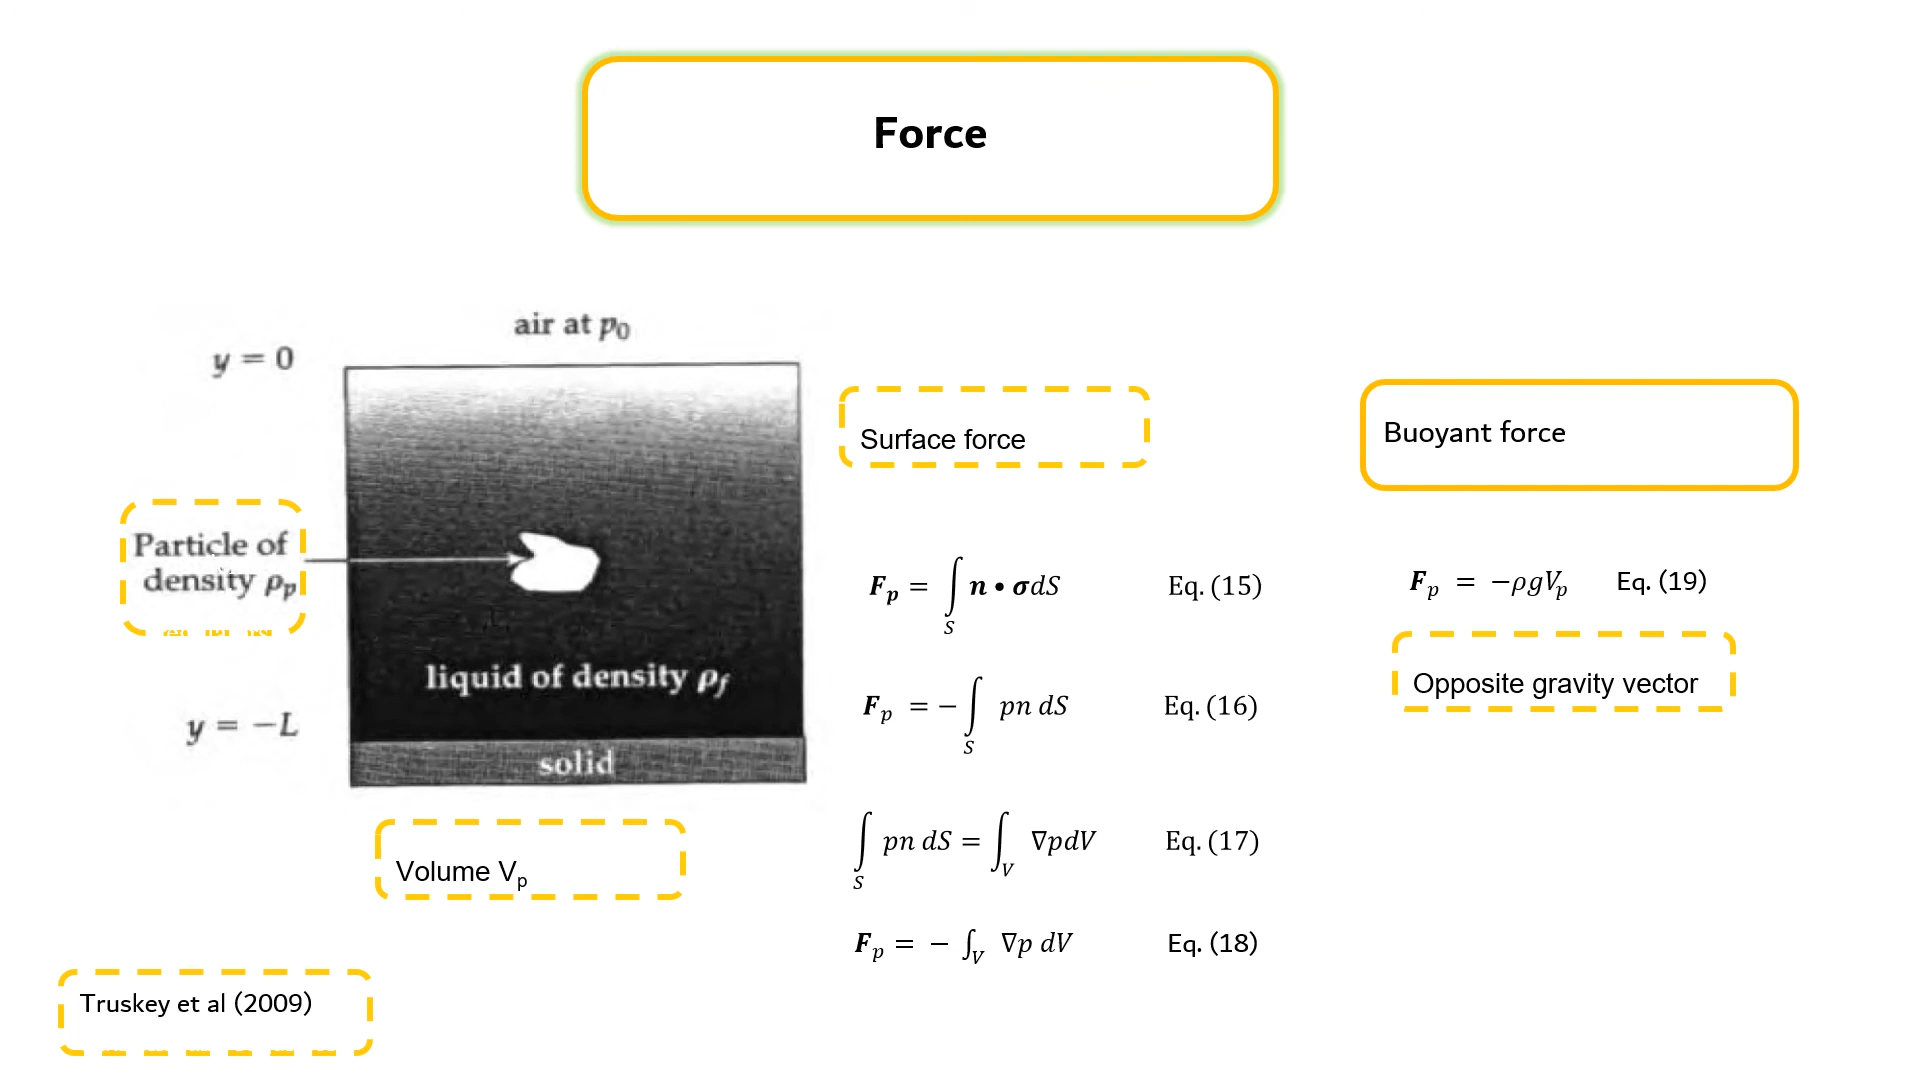 Force
air at p₀
y = 0
Particle of
density ρₚ
liquid of density ρf
y = −L
solid
Volume Vₚ
Truskey et al (2009)
Surface force
𝑭ₚ = ∫S 𝒏 • 𝝈dS Eq. (15)
𝑭ₚ = − ∫S pn dS Eq. (16)
∫S pn dS = ∫V ∇pdV Eq. (17)
𝑭ₚ = − ∫V ∇p dV Eq. (18)
Buoyant force
𝑭ₚ = −ρgVₚ Eq. (19)
Opposite gravity vector